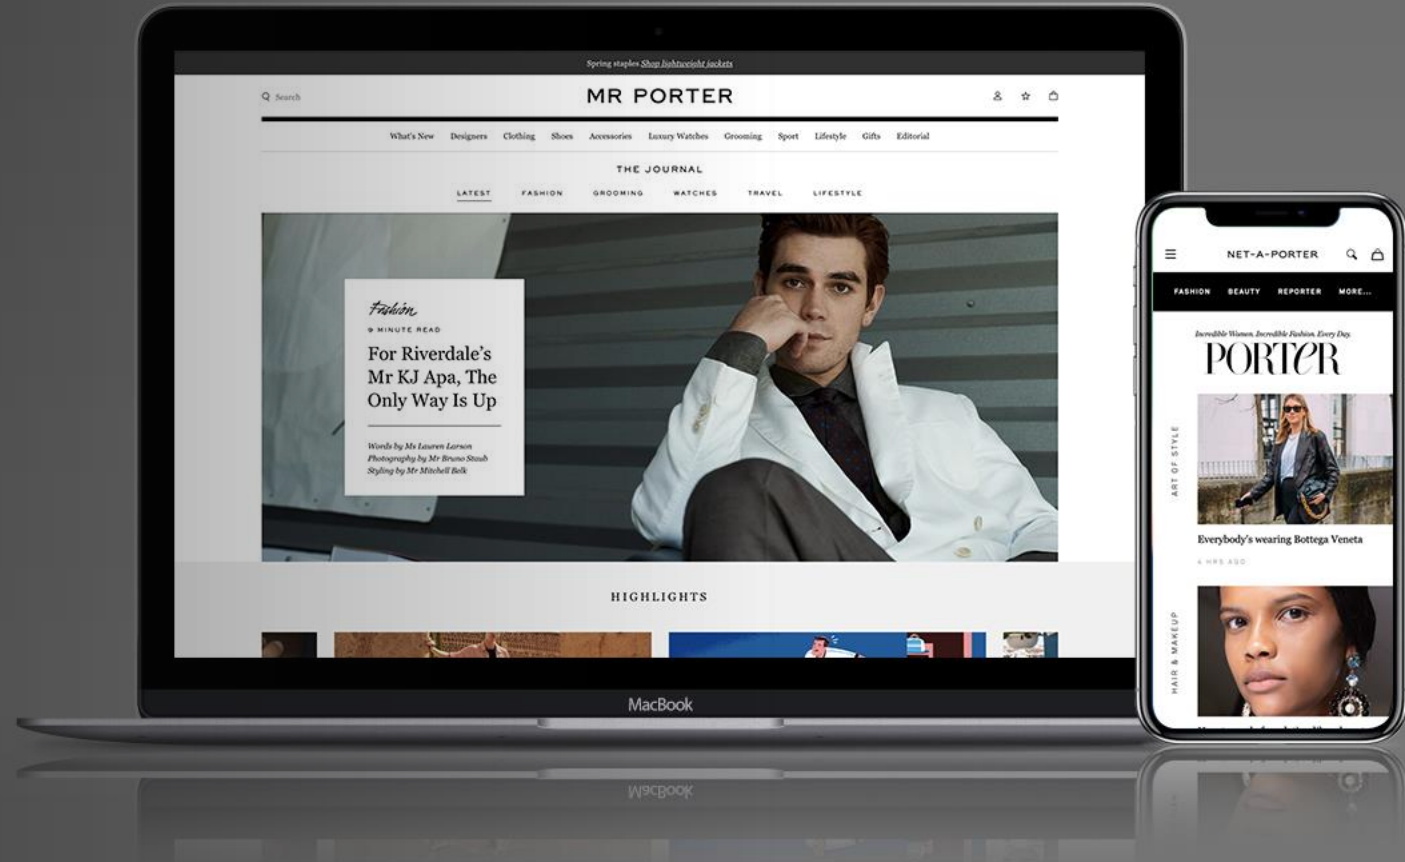 Spring staples Shop lightweight jackets
Search
MR PORTER
What's New Designers Clothing Shoes Accessories Luxury Watches Grooming Sport Lifestyle Gifts Editorial
THE JOURNAL
LATEST FASHION GROOMING WATCHES TRAVEL LIFESTYLE
Fashion
9 MINUTE READ
For Riverdale's
Mr KJ Apa, The
Only Way Is Up
Words by Ms Lauren Larson
Photography by Mr Bruno Staub
Styling by Mr Mitchell Belk
HIGHLIGHTS
MacBook
NET-A-PORTER
FASHION BEAUTY REPORTER MORE...
Incredible Women. Incredible Fashion. Every Day.
PORTER
ART OF STYLE
Everybody's wearing Bottega Veneta
4 HRS AGO
HAIR & MAKEUP